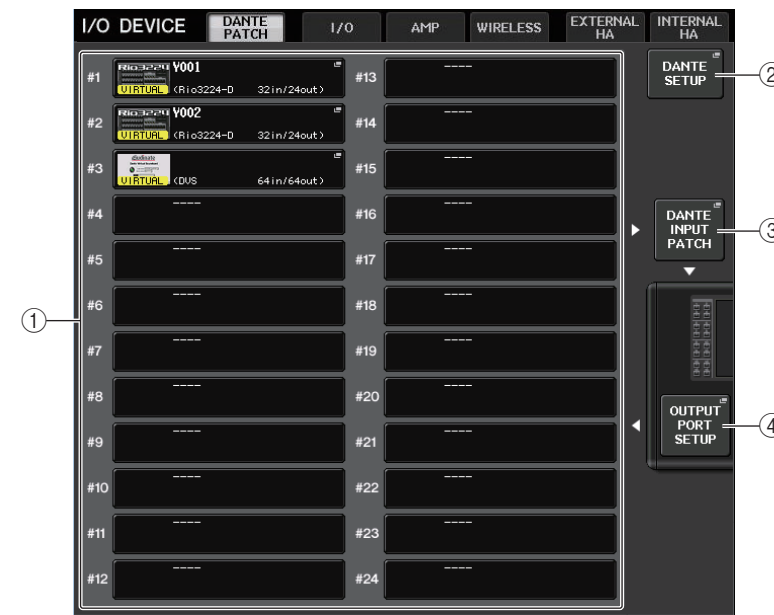 I/O DEVICE
DANTE PATCH
I/O
AMP
WIRELESS
EXTERNAL HA
INTERNAL HA
#1
Rio3224
Y001
VIRTUAL
(Rio3224-D 32in/24out)
#2
Rio3224
Y002
VIRTUAL
(Rio3224-D 32in/24out)
#3
VIRTUAL
(DVS 64in/64out)
#4 ----
#5 ----
#6 ----
#7 ----
#8 ----
#9 ----
#10 ----
#11 ----
#12 ----
#13 ----
#14 ----
#15 ----
#16 ----
#17 ----
#18 ----
#19 ----
#20 ----
#21 ----
#22 ----
#23 ----
#24 ----
DANTE
SETUP
DANTE
INPUT
PATCH
OUTPUT
PORT
SETUP
①
②
③
④